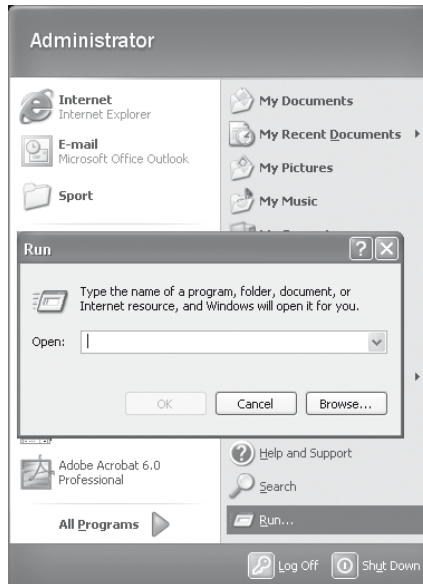 Administrator
Internet
Internet Explorer
E-mail
Microsoft Office Outlook
Sport
My Documents
My Recent Documents
My Pictures
My Music
Run
Type the name of a program, folder, document, or
Internet resource, and Windows will open it for you.
Open:
OK
Cancel
Browse...
Adobe Acrobat 6.0
Professional
All Programs
Help and Support
Search
Run...
Log Off
Shut Down